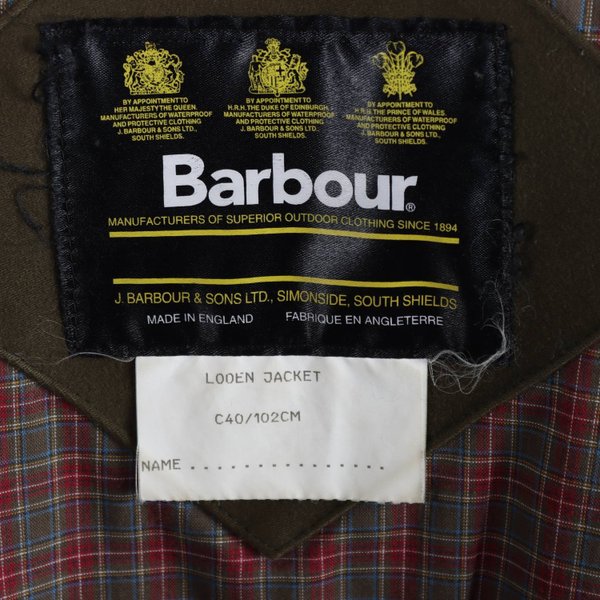 BY APPOINTMENT TO
HER MAJESTY THE QUEEN.
MANUFACTURERS OF WATERPROOF
AND PROTECTIVE CLOTHING
J. BARBOUR & SONS LTD.,
SOUTH SHIELDS.
BY APPOINTMENT TO
H.R.H. THE DUKE OF EDINBURGH.
MANUFACTURERS OF WATERPROOF
AND PROTECTIVE CLOTHING
J. BARBOUR & SONS LTD.,
SOUTH SHIELDS.
BY APPOINTMENT TO
H.R.H. THE PRINCE OF WALES.
MANUFACTURERS OF WATERPROOF
AND PROTECTIVE CLOTHING
J. BARBOUR & SONS LTD.,
SOUTH SHIELDS.
Barbour®
MANUFACTURERS OF SUPERIOR OUTDOOR CLOTHING SINCE 1894
J. BARBOUR & SONS LTD., SIMONSIDE, SOUTH SHIELDS
MADE IN ENGLAND FABRIQUE EN ANGLETERRE
LODEN JACKET
C40/102CM
NAME ................